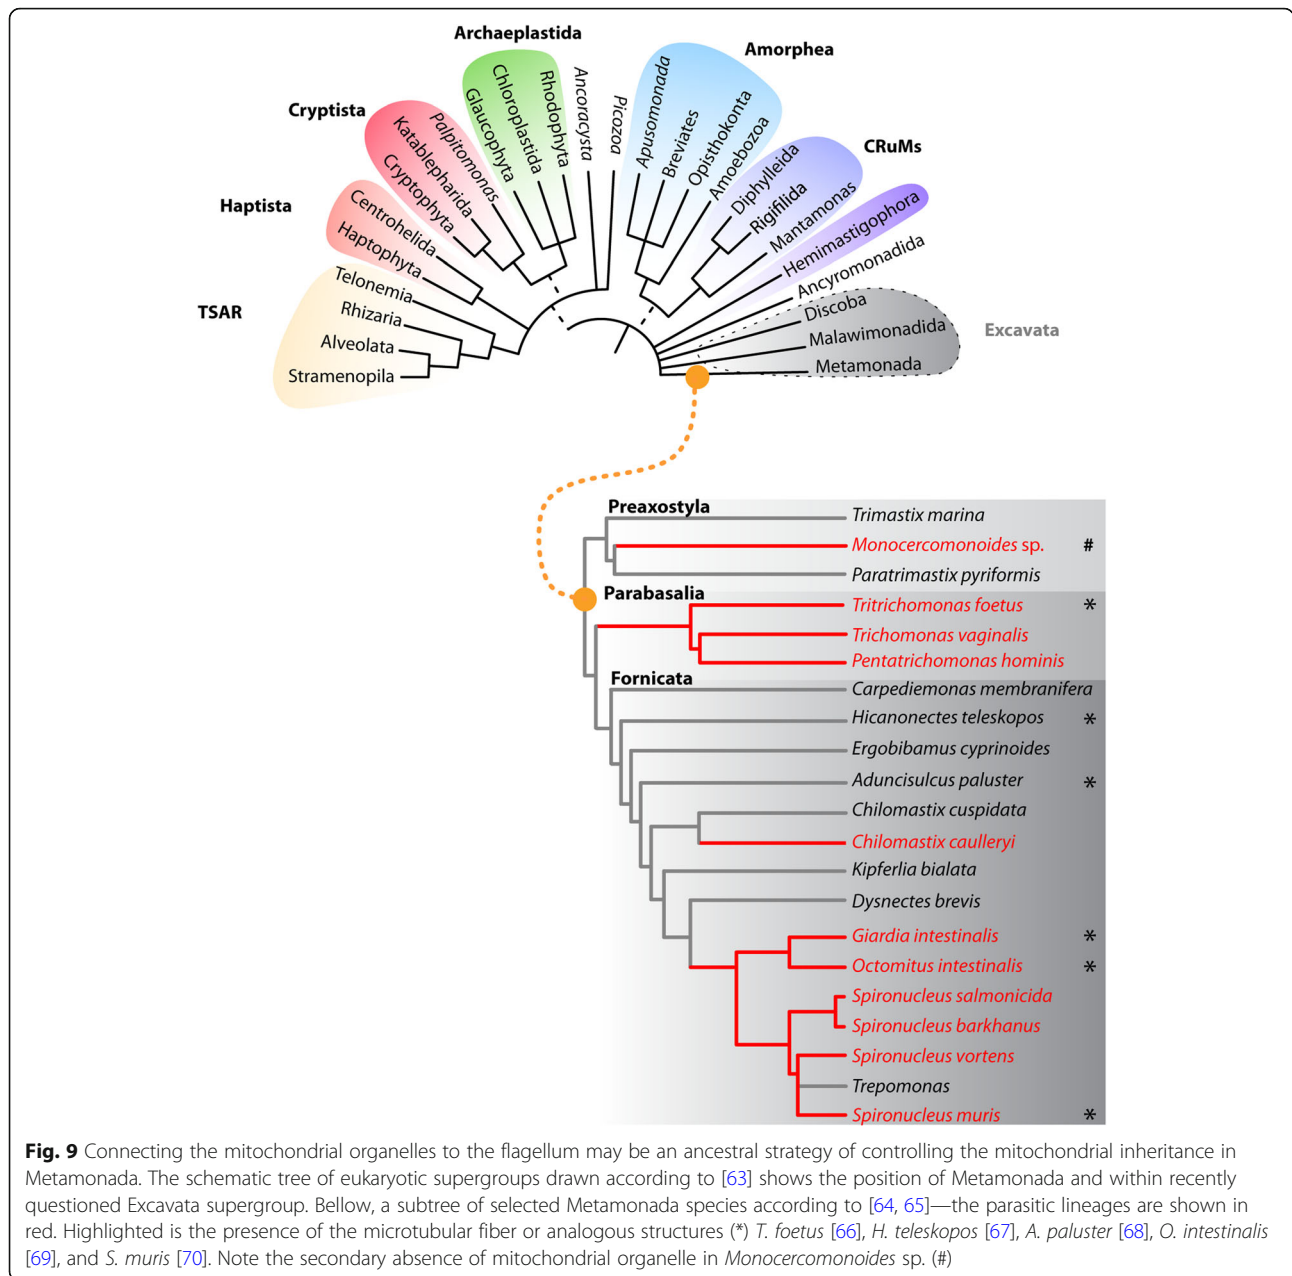 Archaeplastida
Amorphea
Cryptista
CRuMs
Haptista
TSAR
Excavata
Stramenopila
Alveolata
Rhizaria
Telonemia
Haptophyta
Centrohelida
Cryptophyta
Katablepharida
Palpitomonas
Glaucophyta
Chloroplastida
Rhodophyta
Ancoracysta
Picozoa
Apusomonada
Breviates
Opisthokonta
Amoebozoa
Diphylleida
Rigifilida
Mantamonas
Hemimastigophora
Ancyromonadida
Discoba
Malawimonadida
Metamonada
Preaxostyla
Trimastix marina
Monocercomonoides sp. #
Paratrimastix pyriformis
Parabasalia
Tritrichomonas foetus *
Trichomonas vaginalis
Pentatrichomonas hominis
Fornicata
Carpediemonas membranifera
Hicanonectes teleskopos *
Ergobibamus cyprinoides
Aduncisulcus paluster *
Chilomastix cuspidata
Chilomastix caulleryi
Kipferlia bialata
Dysnectes brevis
Giardia intestinalis *
Octomitus intestinalis *
Spironucleus salmonicida
Spironucleus barkhanus
Spironucleus vortens
Trepomonas
Spironucleus muris *
Fig. 9 Connecting the mitochondrial organelles to the flagellum may be an ancestral strategy of controlling the mitochondrial inheritance in
Metamonada. The schematic tree of eukaryotic supergroups drawn according to [63] shows the position of Metamonada and within recently
questioned Excavata supergroup. Bellow, a subtree of selected Metamonada species according to [64, 65]—the parasitic lineages are shown in
red. Highlighted is the presence of the microtubular fiber or analogous structures (*) T. foetus [66], H. teleskopos [67], A. paluster [68], O. intestinalis
[69], and S. muris [70]. Note the secondary absence of mitochondrial organelle in Monocercomonoides sp. (#)